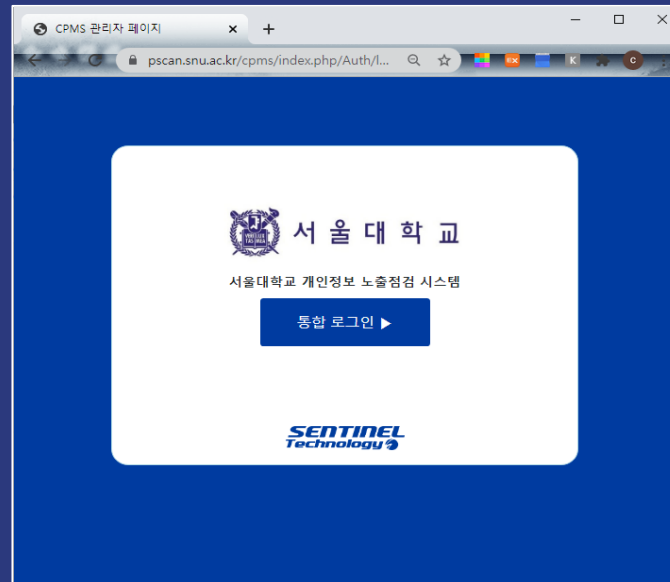 CPMS 관리자 페이지
pscan.snu.ac.kr/cpms/index.php/Auth/l...
K
C
서울대학교
서울대학교 개인정보 노출점검 시스템
통합 로그인 ▶
SENTINEL
Technology